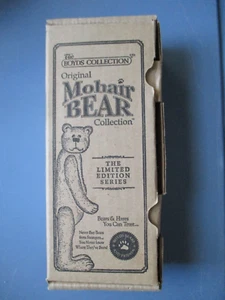 The
BOYDS COLLECTION
Original
Mohair
BEAR
Collection
THE
LIMITED
EDITION
SERIES
Bears & Hares
You Can Trust...